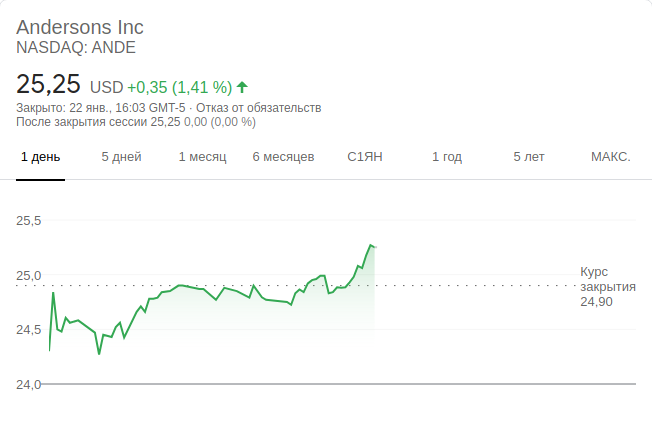 Andersons Inc
NASDAQ: ANDE
25,25 USD +0,35 (1,41 %)
Закрыто: 22 янв., 16:03 GMT-5 · Отказ от обязательств
После закрытия сессии 25,25 0,00 (0,00 %)
1 день 5 дней 1 месяц 6 месяцев С1ЯН 1 год 5 лет МАКС.
25,5
25,0
24,5
24,0
Курс
закрытия
24,90